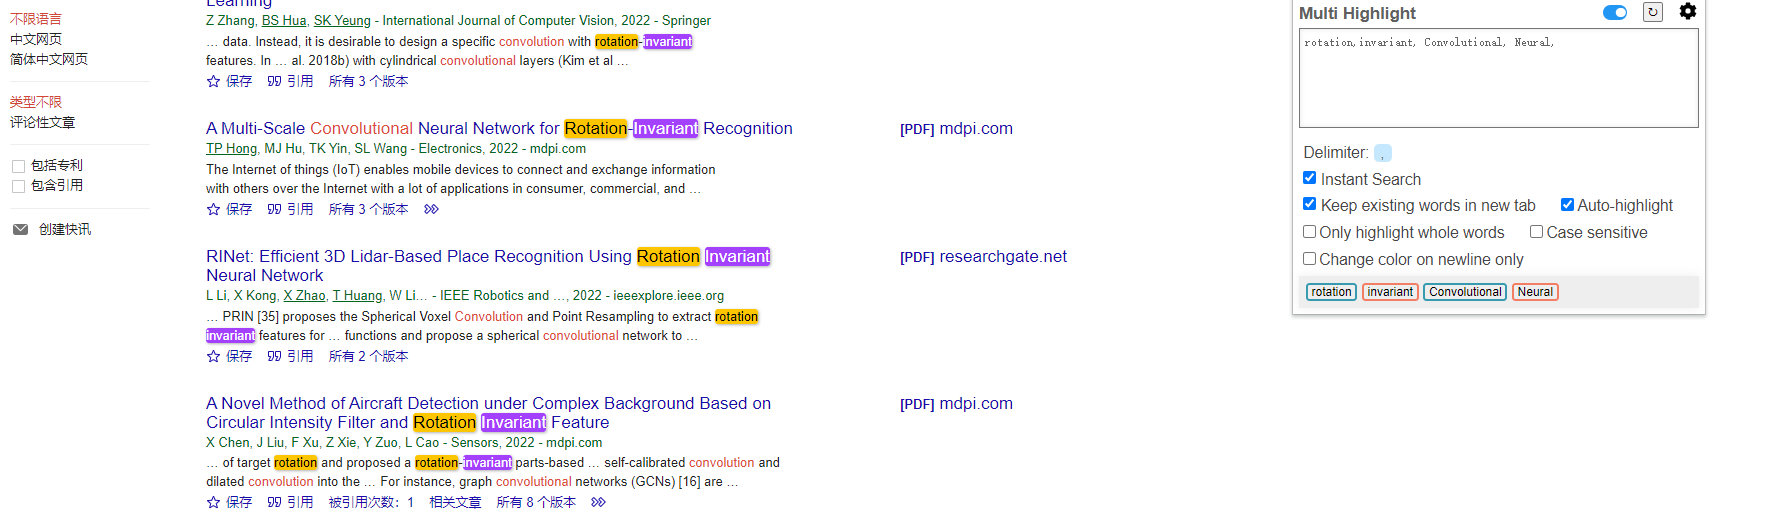 不限语言
中文网页
简体中文网页
类型不限
评论性文章
包括专利
包含引用
创建快讯
Learning
Z Zhang, BS Hua, SK Yeung - International Journal of Computer Vision, 2022 - Springer
… data. Instead, it is desirable to design a specific convolution with rotation-invariant
features. In … al. 2018b) with cylindrical convolutional layers (Kim et al …
保存 引用 所有 3 个版本
A Multi-Scale Convolutional Neural Network for Rotation-Invariant Recognition
[PDF] mdpi.com
TP Hong, MJ Hu, TK Yin, SL Wang - Electronics, 2022 - mdpi.com
The Internet of things (IoT) enables mobile devices to connect and exchange information
with others over the Internet with a lot of applications in consumer, commercial, and …
保存 引用 所有 3 个版本
RINet: Efficient 3D Lidar-Based Place Recognition Using Rotation Invariant
Neural Network
[PDF] researchgate.net
L Li, X Kong, X Zhao, T Huang, W Li… - IEEE Robotics and …, 2022 - ieeexplore.ieee.org
… PRIN [35] proposes the Spherical Voxel Convolution and Point Resampling to extract rotation
invariant features for … functions and propose a spherical convolutional network to …
保存 引用 所有 2 个版本
A Novel Method of Aircraft Detection under Complex Background Based on
Circular Intensity Filter and Rotation Invariant Feature
[PDF] mdpi.com
X Chen, J Liu, F Xu, Z Xie, Y Zuo, L Cao - Sensors, 2022 - mdpi.com
… of target rotation and proposed a rotation-invariant parts-based … self-calibrated convolution and
dilated convolution into the … For instance, graph convolutional networks (GCNs) [16] are …
保存 引用 被引用次数：1 相关文章 所有 8 个版本
Multi Highlight
rotation,invariant, Convolutional, Neural,
Delimiter: ,
Instant Search
Keep existing words in new tab Auto-highlight
Only highlight whole words Case sensitive
Change color on newline only
rotation invariant Convolutional Neural